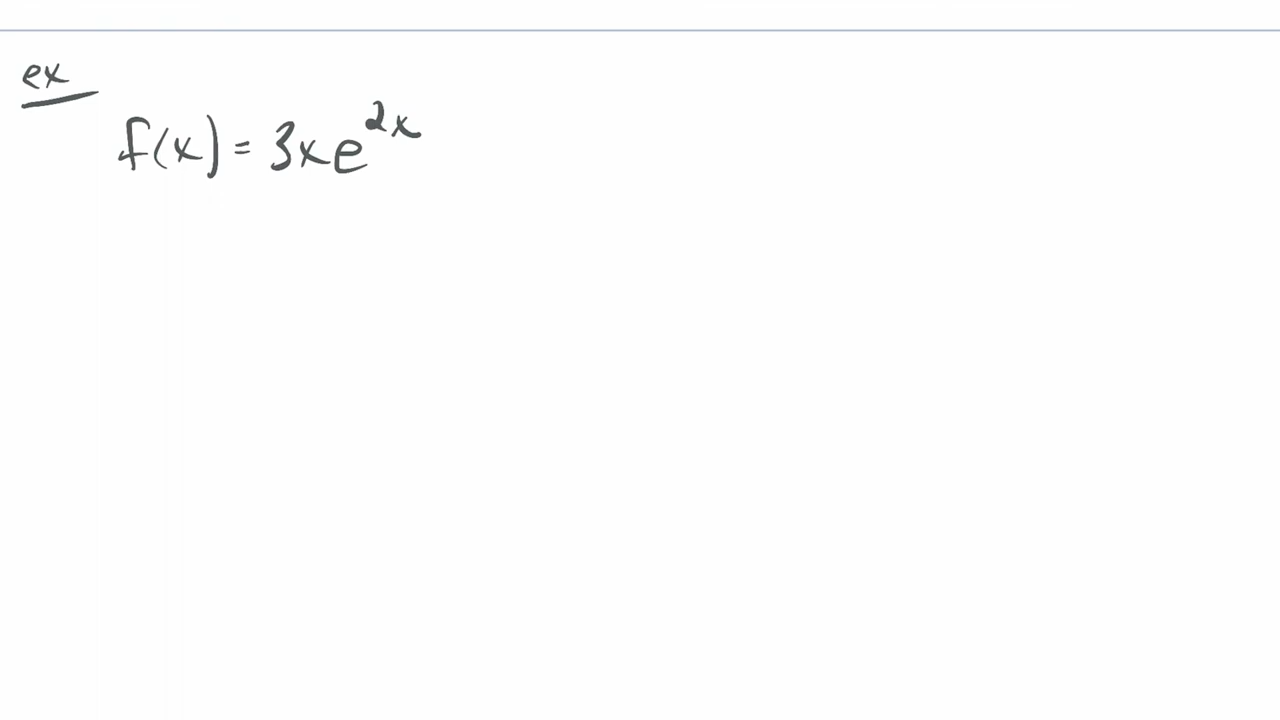 ex
f(x) = 3xe^{2x}